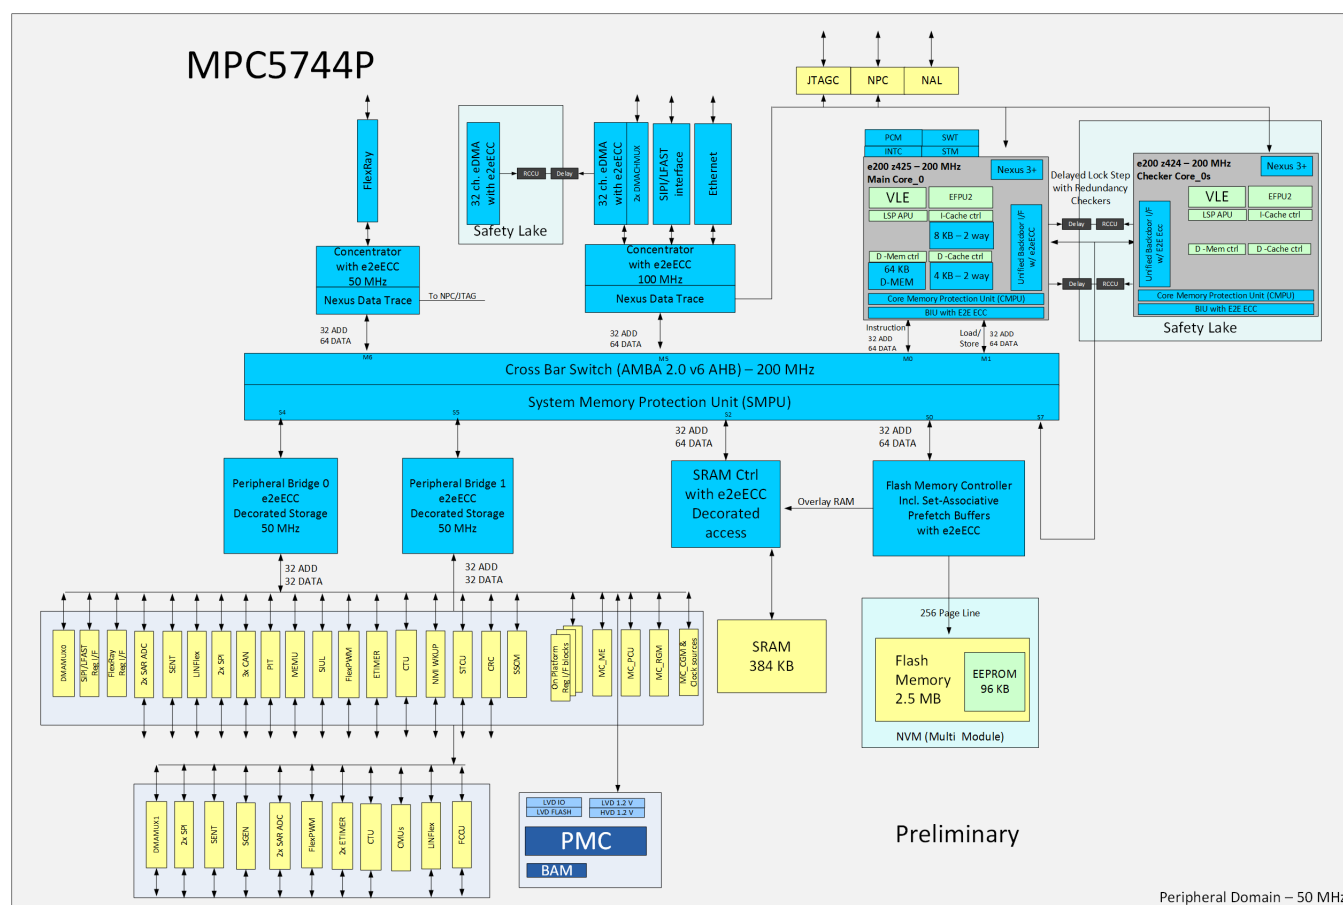 MPC5744P
JTAGC
NPC
NAL
FlexRay
32 ch. eDMA
with e2eECC
RCCU
Delay
Safety Lake
32 ch. eDMA
with e2eECC
2x DMACHMUX
SIPI/LFAST
Interface
Ethernet
Concentrator
with e2eECC
50 MHz
Nexus Data Trace
To NPC/JTAG
Concentrator
with e2eECC
100 MHz
Nexus Data Trace
PCM
SWT
INTC
STM
e200 z425 – 200 MHz
Main Core_0
Nexus 3+
VLE
EFPU2
LSP APU
I-Cache ctrl
8 KB – 2 way
D -Mem ctrl
D -Cache ctrl
64 KB
D-MEM
4 KB – 2 way
Unified Backdoor I/F
w/ e2eECC
Core Memory Protection Unit (CMPU)
BIU with E2E ECC
Delayed Lock Step
with Redundancy
Checkers
Delay
RCCU
Delay
RCCU
e200 z424 – 200 MHz
Checker Core_0s
Nexus 3+
VLE
EFPU2
LSP APU
I-Cache ctrl
D -Mem ctrl
D -Cache ctrl
Unified Backdoor I/F
w/ E2E Ecc
Core Memory Protection Unit (CMPU)
BIU with E2E ECC
Safety Lake
32 ADD
64 DATA
M6
32 ADD
64 DATA
M5
Instruction
32 ADD
64 DATA
M0
Load/
Store
32 ADD
64 DATA
M1
Cross Bar Switch (AMBA 2.0 v6 AHB) – 200 MHz
System Memory Protection Unit (SMPU)
S4
S5
S2
S0
S7
32 ADD
64 DATA
32 ADD
64 DATA
Peripheral Bridge 0
e2eECC
Decorated Storage
50 MHz
Peripheral Bridge 1
e2eECC
Decorated Storage
50 MHz
SRAM Ctrl
with e2eECC
Decorated
access
Overlay RAM
Flash Memory Controller
Incl. Set-Associative
Prefetch Buffers
with e2eECC
32 ADD
32 DATA
32 ADD
32 DATA
DMAMUX0
SIPI/LFAST
Reg I/F
FlexRay
Reg I/F
2x SAR ADC
SENT
LINFlex
2x SPI
3x CAN
PIT
MEMU
SIUL
FlexPWM
ETIMER
CTU
NMI WKUP
STCU
CRC
SSCM
On Platform
Reg I/F blocks
MC_ME
MC_PCU
MC_RGM
MC_CGM &
Clock sources
SRAM
384 KB
256 Page Line
Flash
Memory
2.5 MB
EEPROM
96 KB
NVM (Multi Module)
DMAMUX1
2x SPI
SENT
SGEN
2x SAR ADC
FlexPWM
2x ETIMER
CTU
CMUs
LINFlex
FCCU
LVD IO
LVD 1.2 V
LVD FLASH
HVD 1.2 V
PMC
BAM
Preliminary
Peripheral Domain – 50 MHz